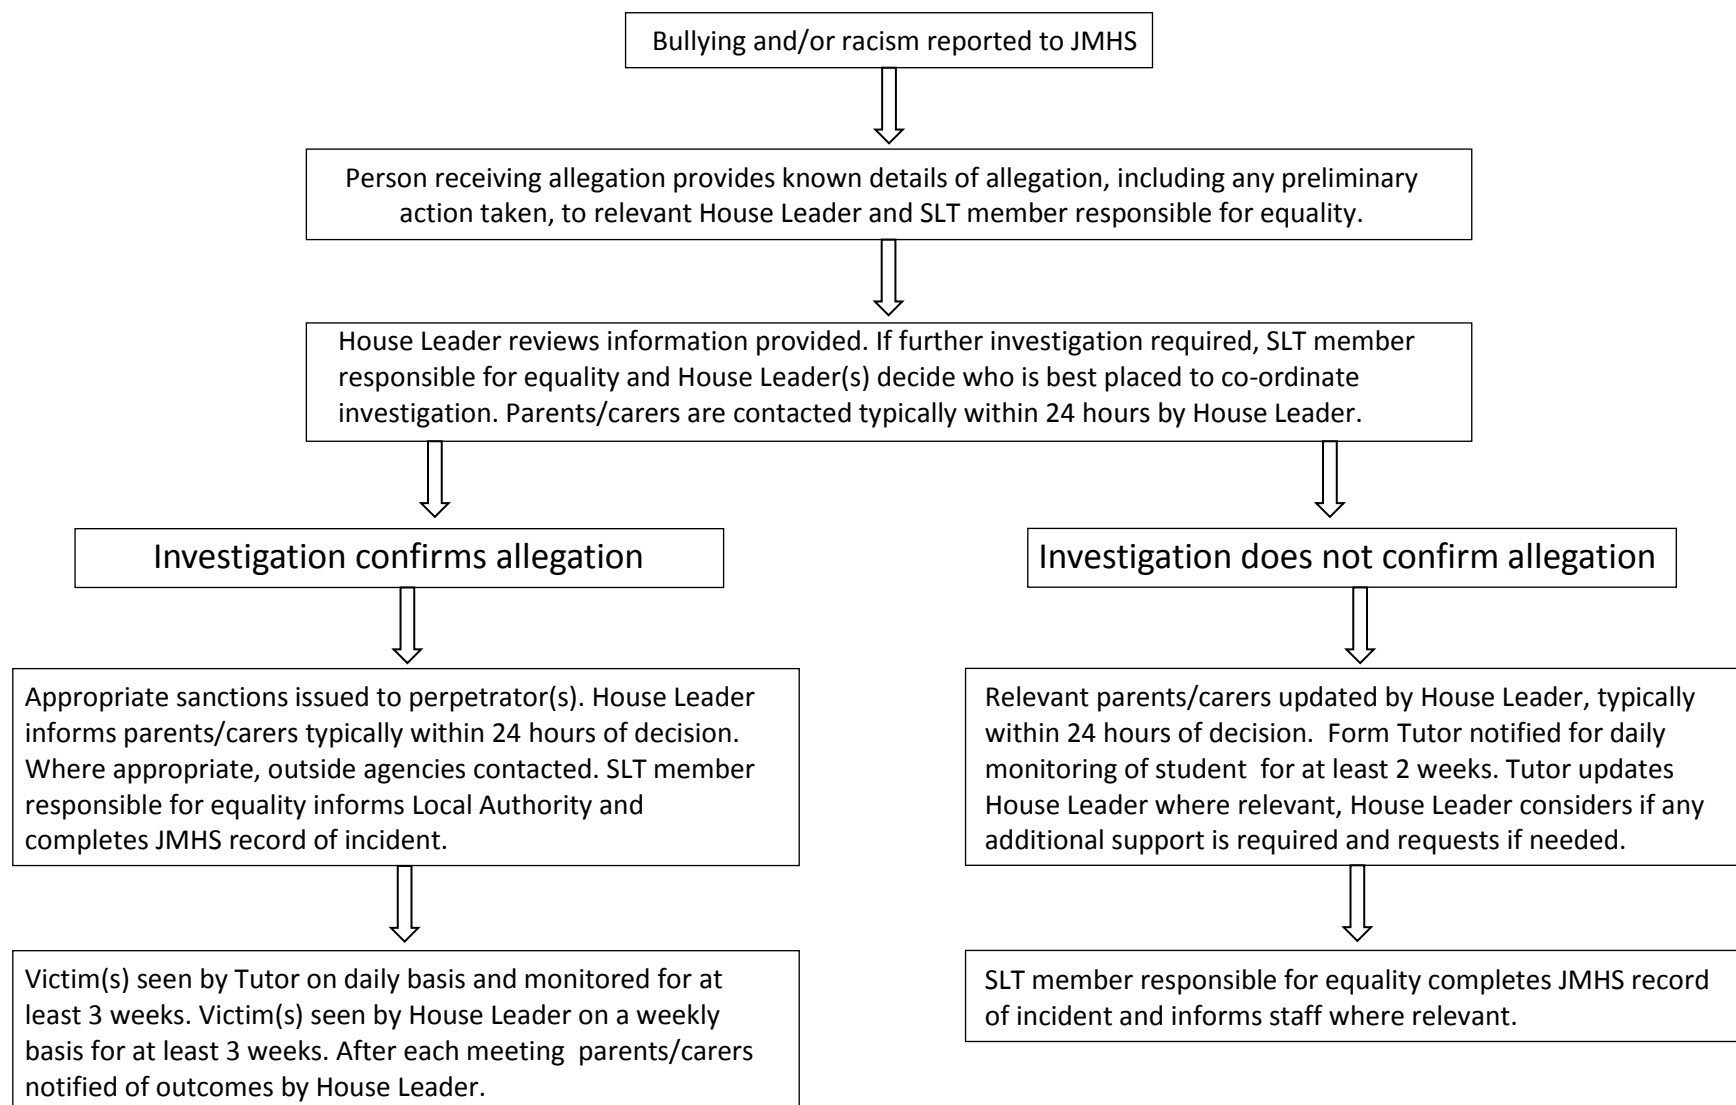 Bullying and/or racism reported to JMHS
Person receiving allegation provides known details of allegation, including any preliminary
action taken, to relevant House Leader and SLT member responsible for equality.
House Leader reviews information provided. If further investigation required, SLT member
responsible for equality and House Leader(s) decide who is best placed to co-ordinate
investigation. Parents/carers are contacted typically within 24 hours by House Leader.
Investigation confirms allegation
Appropriate sanctions issued to perpetrator(s). House Leader
informs parents/carers typically within 24 hours of decision.
Where appropriate, outside agencies contacted. SLT member
responsible for equality informs Local Authority and
completes JMHS record of incident.
Victim(s) seen by Tutor on daily basis and monitored for at
least 3 weeks. Victim(s) seen by House Leader on a weekly
basis for at least 3 weeks. After each meeting parents/carers
notified of outcomes by House Leader.
Investigation does not confirm allegation
Relevant parents/carers updated by House Leader, typically
within 24 hours of decision. Form Tutor notified for daily
monitoring of student for at least 2 weeks. Tutor updates
House Leader where relevant, House Leader considers if any
additional support is required and requests if needed.
SLT member responsible for equality completes JMHS record
of incident and informs staff where relevant.